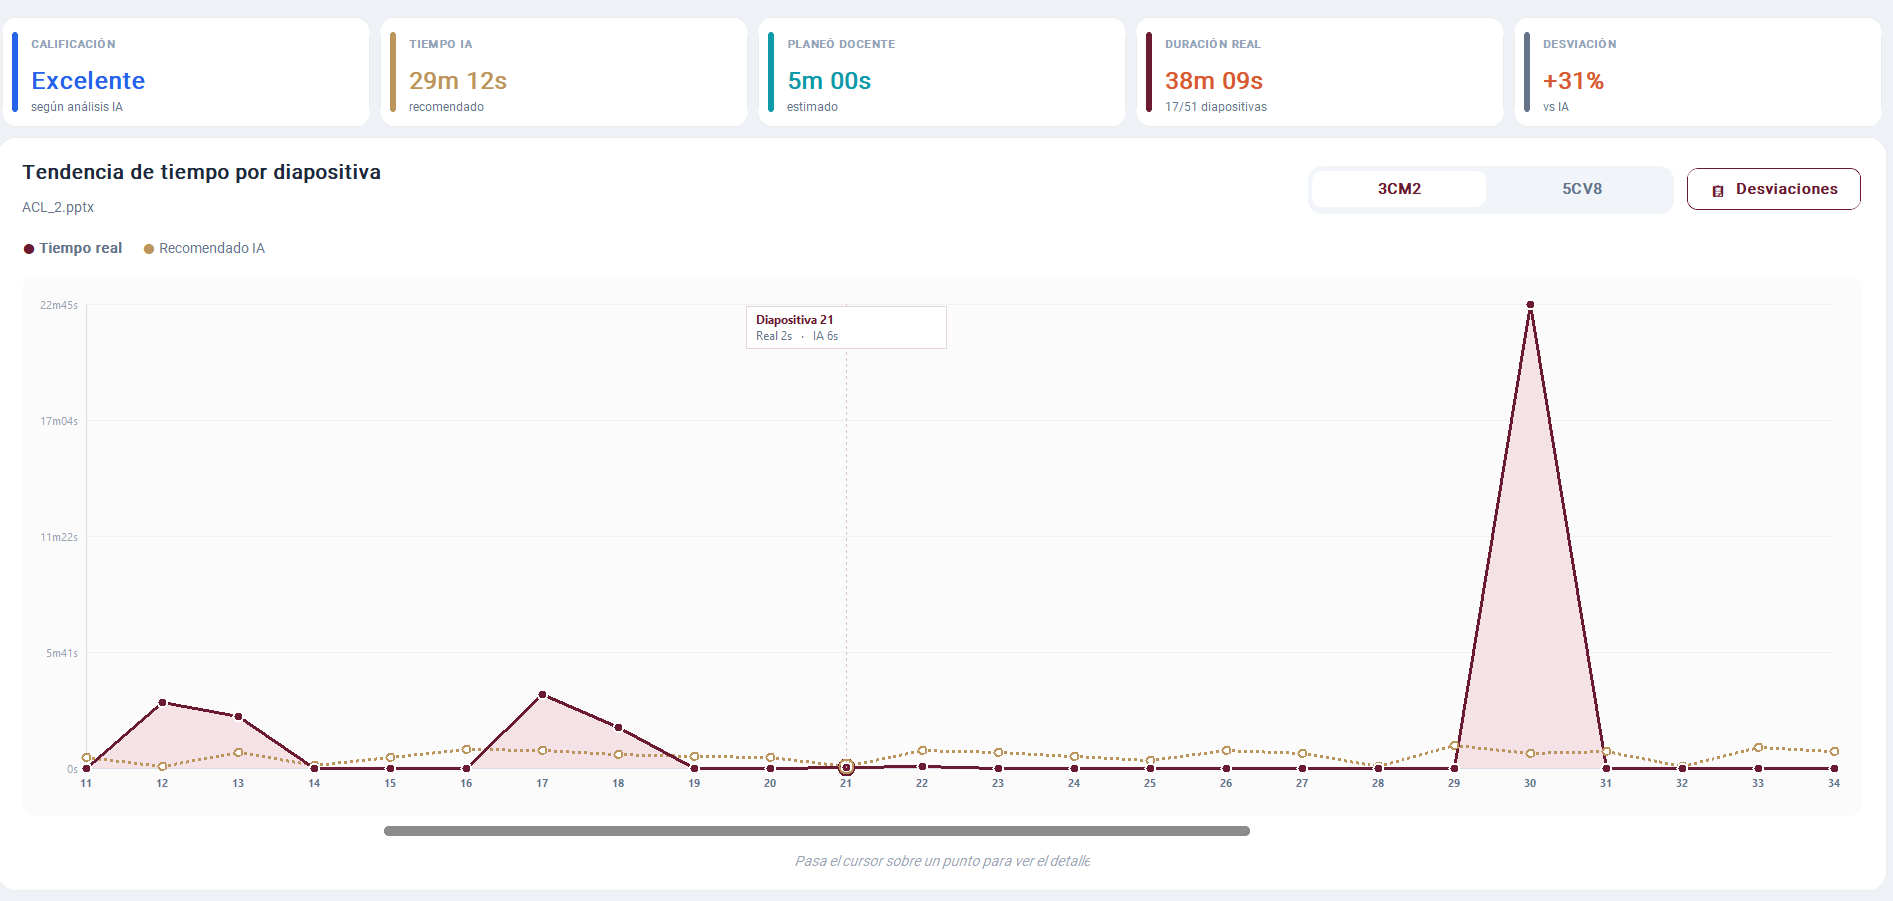 CALIFICACIÓN
Excelente
según análisis IA
TIEMPO IA
29m 12s
recomendado
PLANEÓ DOCENTE
5m 00s
estimado
DURACIÓN REAL
38m 09s
17/51 diapositivas
DESVIACIÓN
+31%
vs IA
Tendencia de tiempo por diapositiva
ACL_2.pptx
3CM2
5CV8
Desviaciones
Tiempo real
Recomendado IA
22m45s
17m04s
11m22s
5m41s
0s
Diapositiva 21
Real 2s · IA 6s
11 12 13 14 15 16 17 18 19 20 21 22 23 24 25 26 27 28 29 30 31 32 33 34
Pasa el cursor sobre un punto para ver el detalle